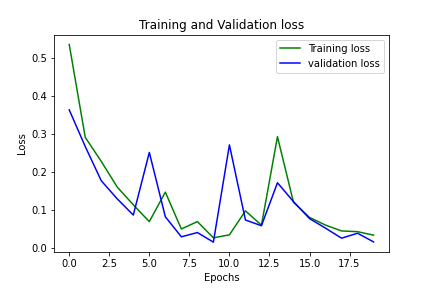 Training and Validation loss
Training loss
validation loss
Loss
0.5
0.4
0.3
0.2
0.1
0.0
0.0 2.5 5.0 7.5 10.0 12.5 15.0 17.5
Epochs